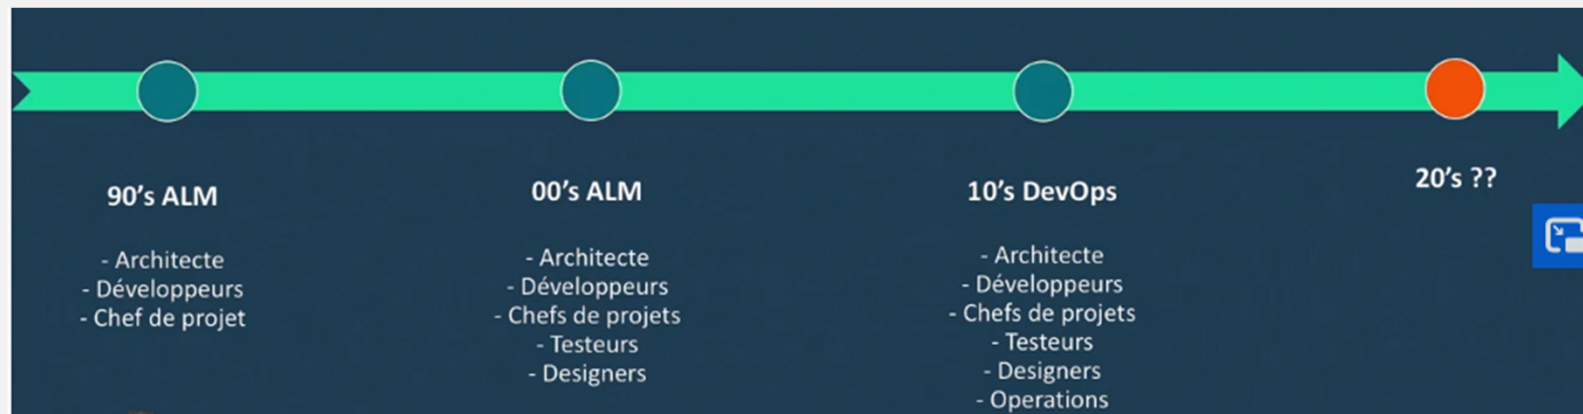 90's ALM
- Architecte
- Développeurs
- Chef de projet
00's ALM
- Architecte
- Développeurs
- Chefs de projets
- Testeurs
- Designers
10's DevOps
- Architecte
- Développeurs
- Chefs de projets
- Testeurs
- Designers
- Operations
20's ??